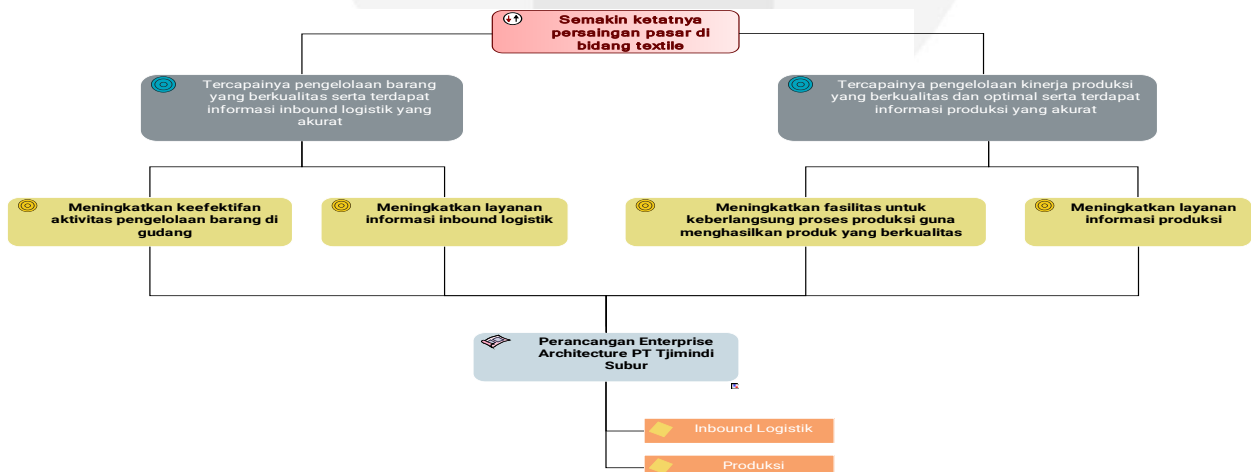 Semakin ketatnya
persaingan pasar di
bidang textile
Tercapainya pengelolaan barang
yang berkualitas serta terdapat
informasi inbound logistik yang
akurat
Tercapainya pengelolaan kinerja produksi
yang berkualitas dan optimal serta terdapat
informasi produksi yang akurat
Meningkatkan keefektifan
aktivitas pengelolaan barang di
gudang
Meningkatkan layanan
informasi inbound logistik
Meningkatkan fasilitas untuk
keberlangsung proses produksi guna
menghasilkan produk yang berkualitas
Meningkatkan layanan
informasi produksi
Perancangan Enterprise
Architecture PT Tjimindi
Subur
Inbound Logistik
Produksi